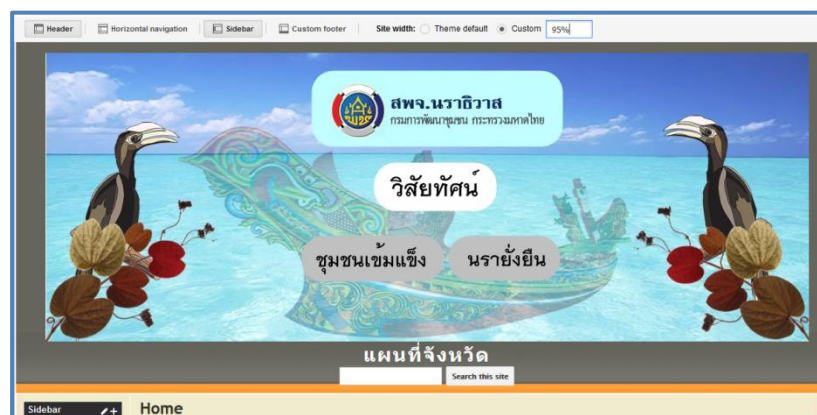 Header Horizontal navigation Sidebar Custom footer Site width: Theme default Custom 95%
สพจ.นราธิวาส
กรมการพัฒนาชุมชน กระทรวงมหาดไทย
วิสัยทัศน์
ชุมชนเข้มแข็ง นรายั่งยืน
แผนที่จังหวัด
Search this site
Sidebar Home